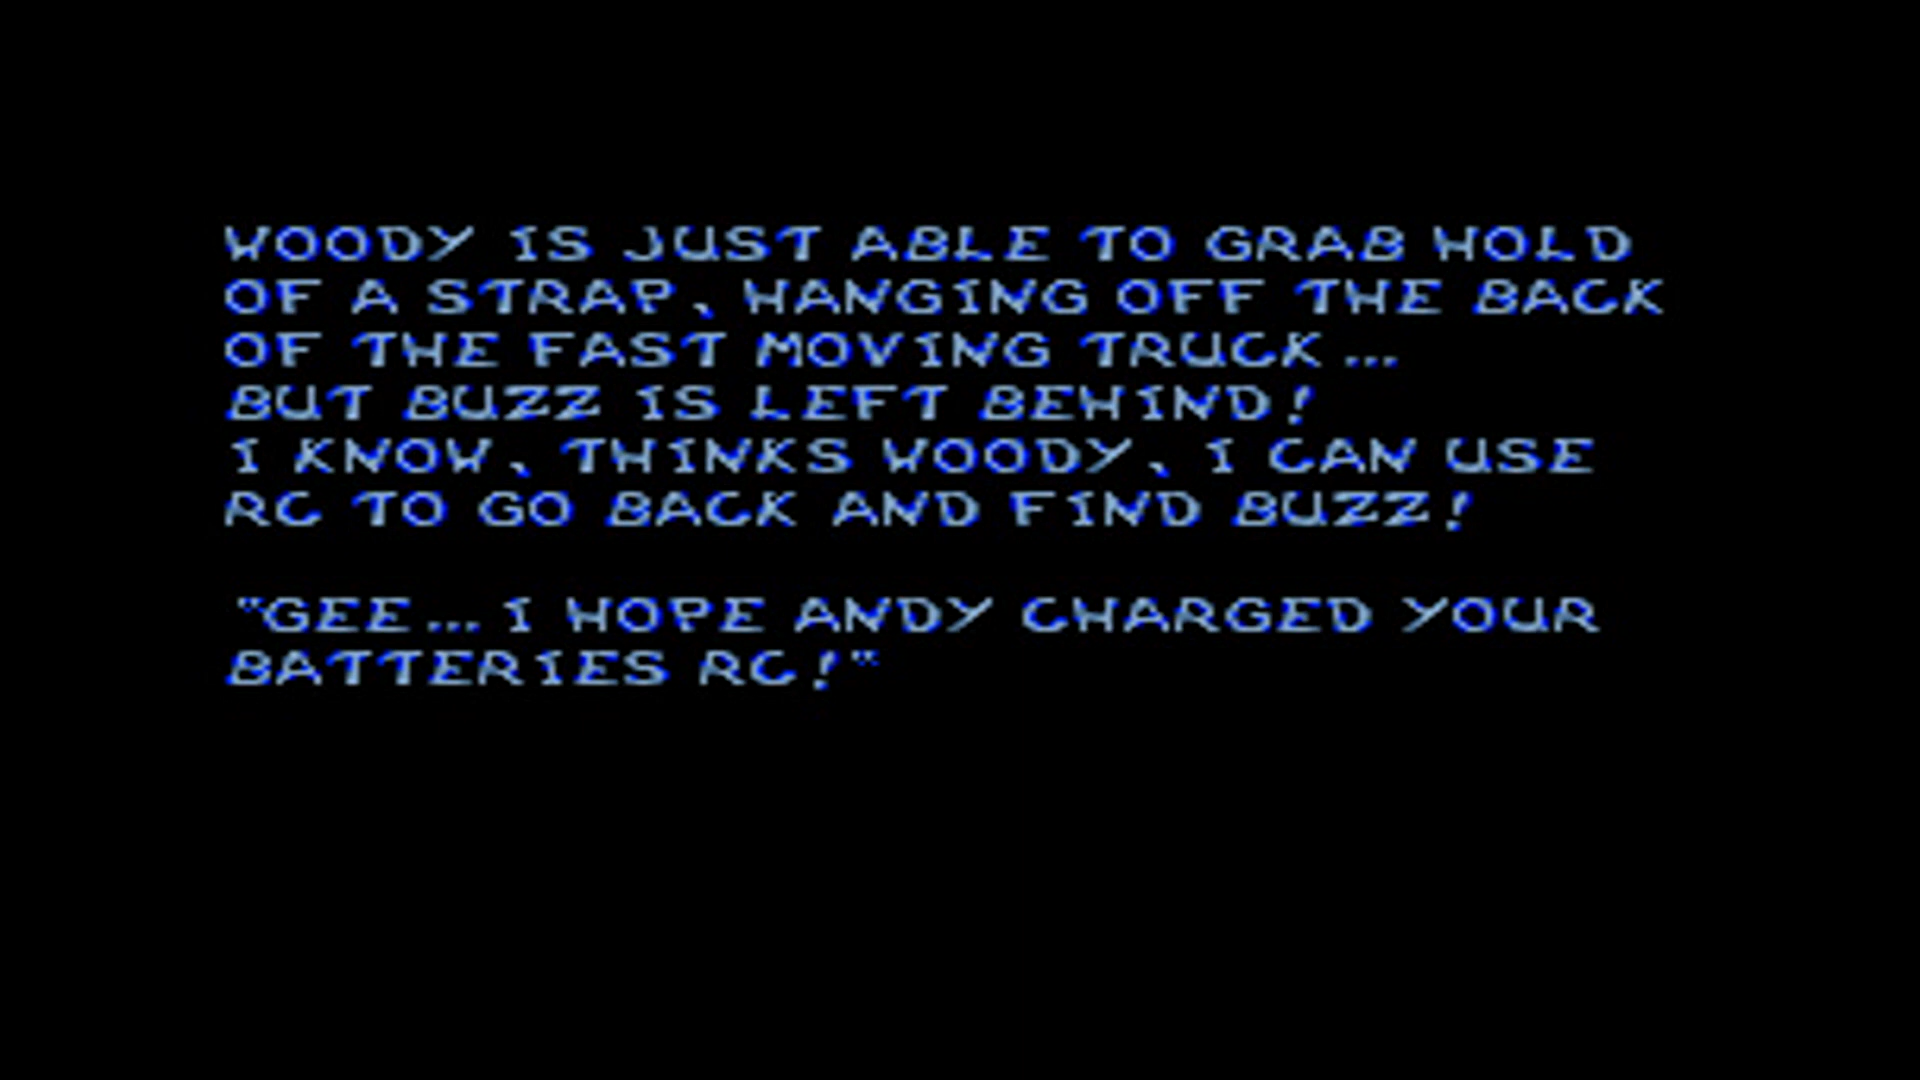 WOODY IS JUST ABLE TO GRAB HOLD
OF A STRAP, HANGING OFF THE BACK
OF THE FAST MOVING TRUCK...
BUT BUZZ IS LEFT BEHIND!
I KNOW, THINKS WOODY, I CAN USE
RC TO GO BACK AND FIND BUZZ!
"GEE... I HOPE ANDY CHARGED YOUR
BATTERIES RC!"